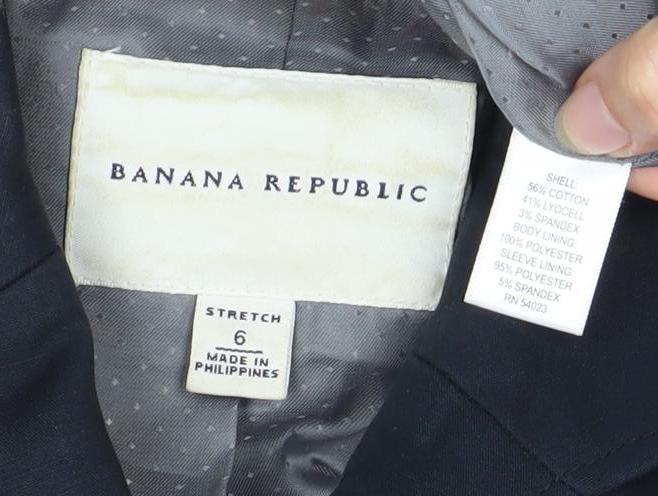 BANANA REPUBLIC
STRETCH
6
MADE IN
PHILIPPINES
SHELL:
56% COTTON
41% LYOCELL
3% SPANDEX
BODY LINING:
100% POLYESTER
SLEEVE LINING:
95% POLYESTER
5% SPANDEX
RN 54023